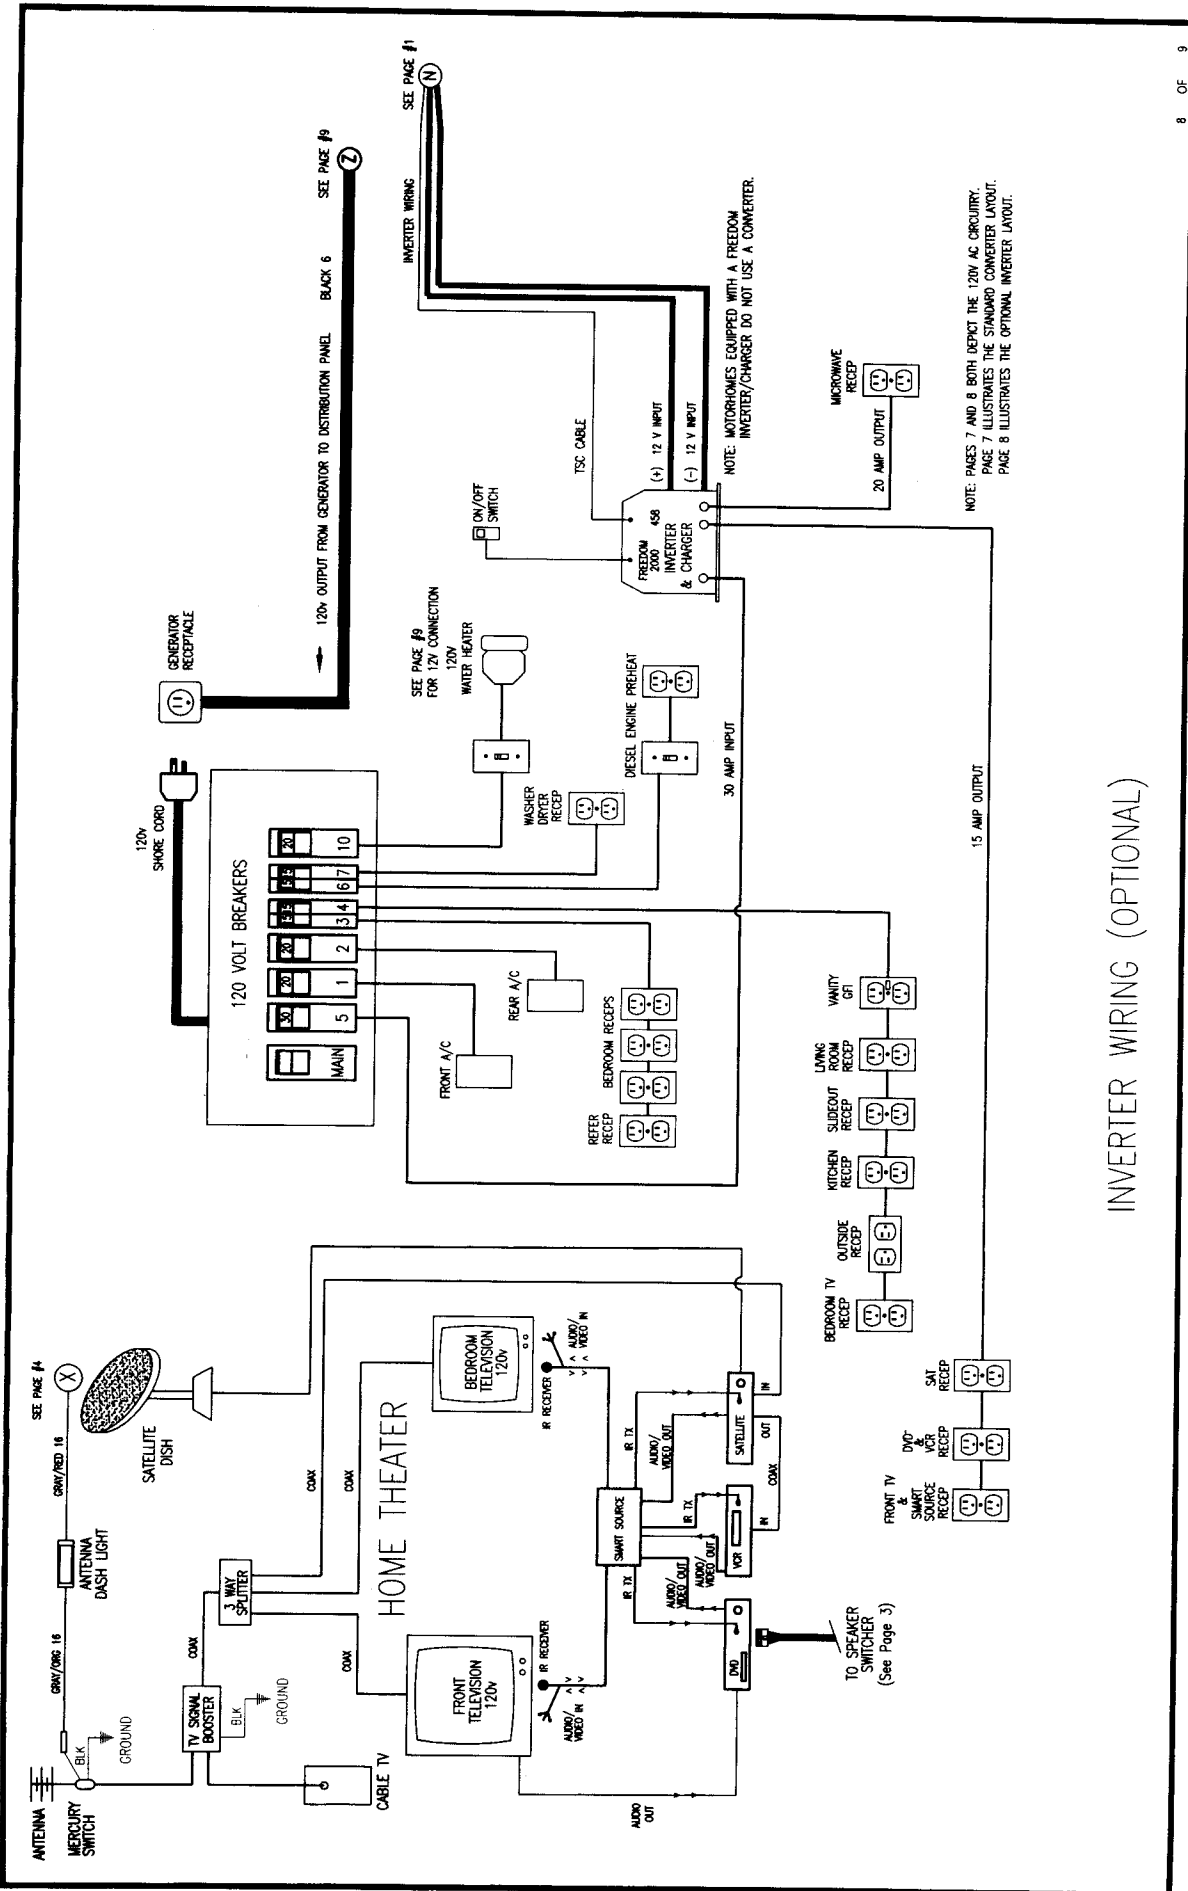 ANTENNA
MERCURY
SWITCH
BLK
GROUND
GRAY/ORG 16
ANTENNA
DASH LIGHT
GRAY/RED 16
SEE PAGE #4
X
SATELLITE
DISH
TV SIGNAL
BOOSTER
BLK
GROUND
CABLE TV
COAX
3 WAY
SPLITTER
COAX
COAX
COAX
HOME THEATER
FRONT
TELEVISION
120v
BEDROOM
TELEVISION
120v
IR RECEIVER
AUDIO/
VIDEO IN
IR RECEIVER
AUDIO/
VIDEO IN
SMART SOURCE
IR TX
AUDIO/
VIDEO OUT
IR TX
AUDIO/
VIDEO OUT
IR TX
AUDIO/
VIDEO OUT
DVD
VCR
SATELLITE
IN
OUT
IN
COAX
AUDIO
OUT
TO SPEAKER
SWITCHER
(See Page 3)
120v
SHORE CORD
GENERATOR
RECEPTACLE
120v OUTPUT FROM GENERATOR TO DISTRIBUTION PANEL
BLACK 6
SEE PAGE #9
Z
120 VOLT BREAKERS
MAIN
30
5
20
1
20
2
15 15
3 4
15 15
6 7
20
10
FRONT A/C
REAR A/C
REFER
RECEP
BEDROOM RECEPS
WASHER
DRYER
RECEP
SEE PAGE #9
FOR 12V CONNECTION
120V
WATER HEATER
DIESEL ENGINE PREHEAT
30 AMP INPUT
ON/OFF
SWITCH
FREEDOM 458
2000
INVERTER
& CHARGER
TSC CABLE
INVERTER WIRING
SEE PAGE #1
N
(+) 12 V INPUT
(-) 12 V INPUT
NOTE: MOTORHOMES EQUIPPED WITH A FREEDOM
INVERTER/CHARGER DO NOT USE A CONVERTER.
20 AMP OUTPUT
MICROWAVE
RECEP
15 AMP OUTPUT
BEDROOM TV
RECEP
OUTSIDE
RECEP
KITCHEN
RECEP
SLIDEOUT
RECEP
LIVING
ROOM
RECEP
VANITY
GFI
FRONT TV
&
SMART
SOURCE
RECEP
DVD
&
VCR
RECEP
SAT
RECEP
NOTE: PAGES 7 AND 8 BOTH DEPICT THE 120V AC CIRCUITRY.
PAGE 7 ILLUSTRATES THE STANDARD CONVERTER LAYOUT.
PAGE 8 ILLUSTRATES THE OPTIONAL INVERTER LAYOUT.
INVERTER WIRING (OPTIONAL)
8 OF 9